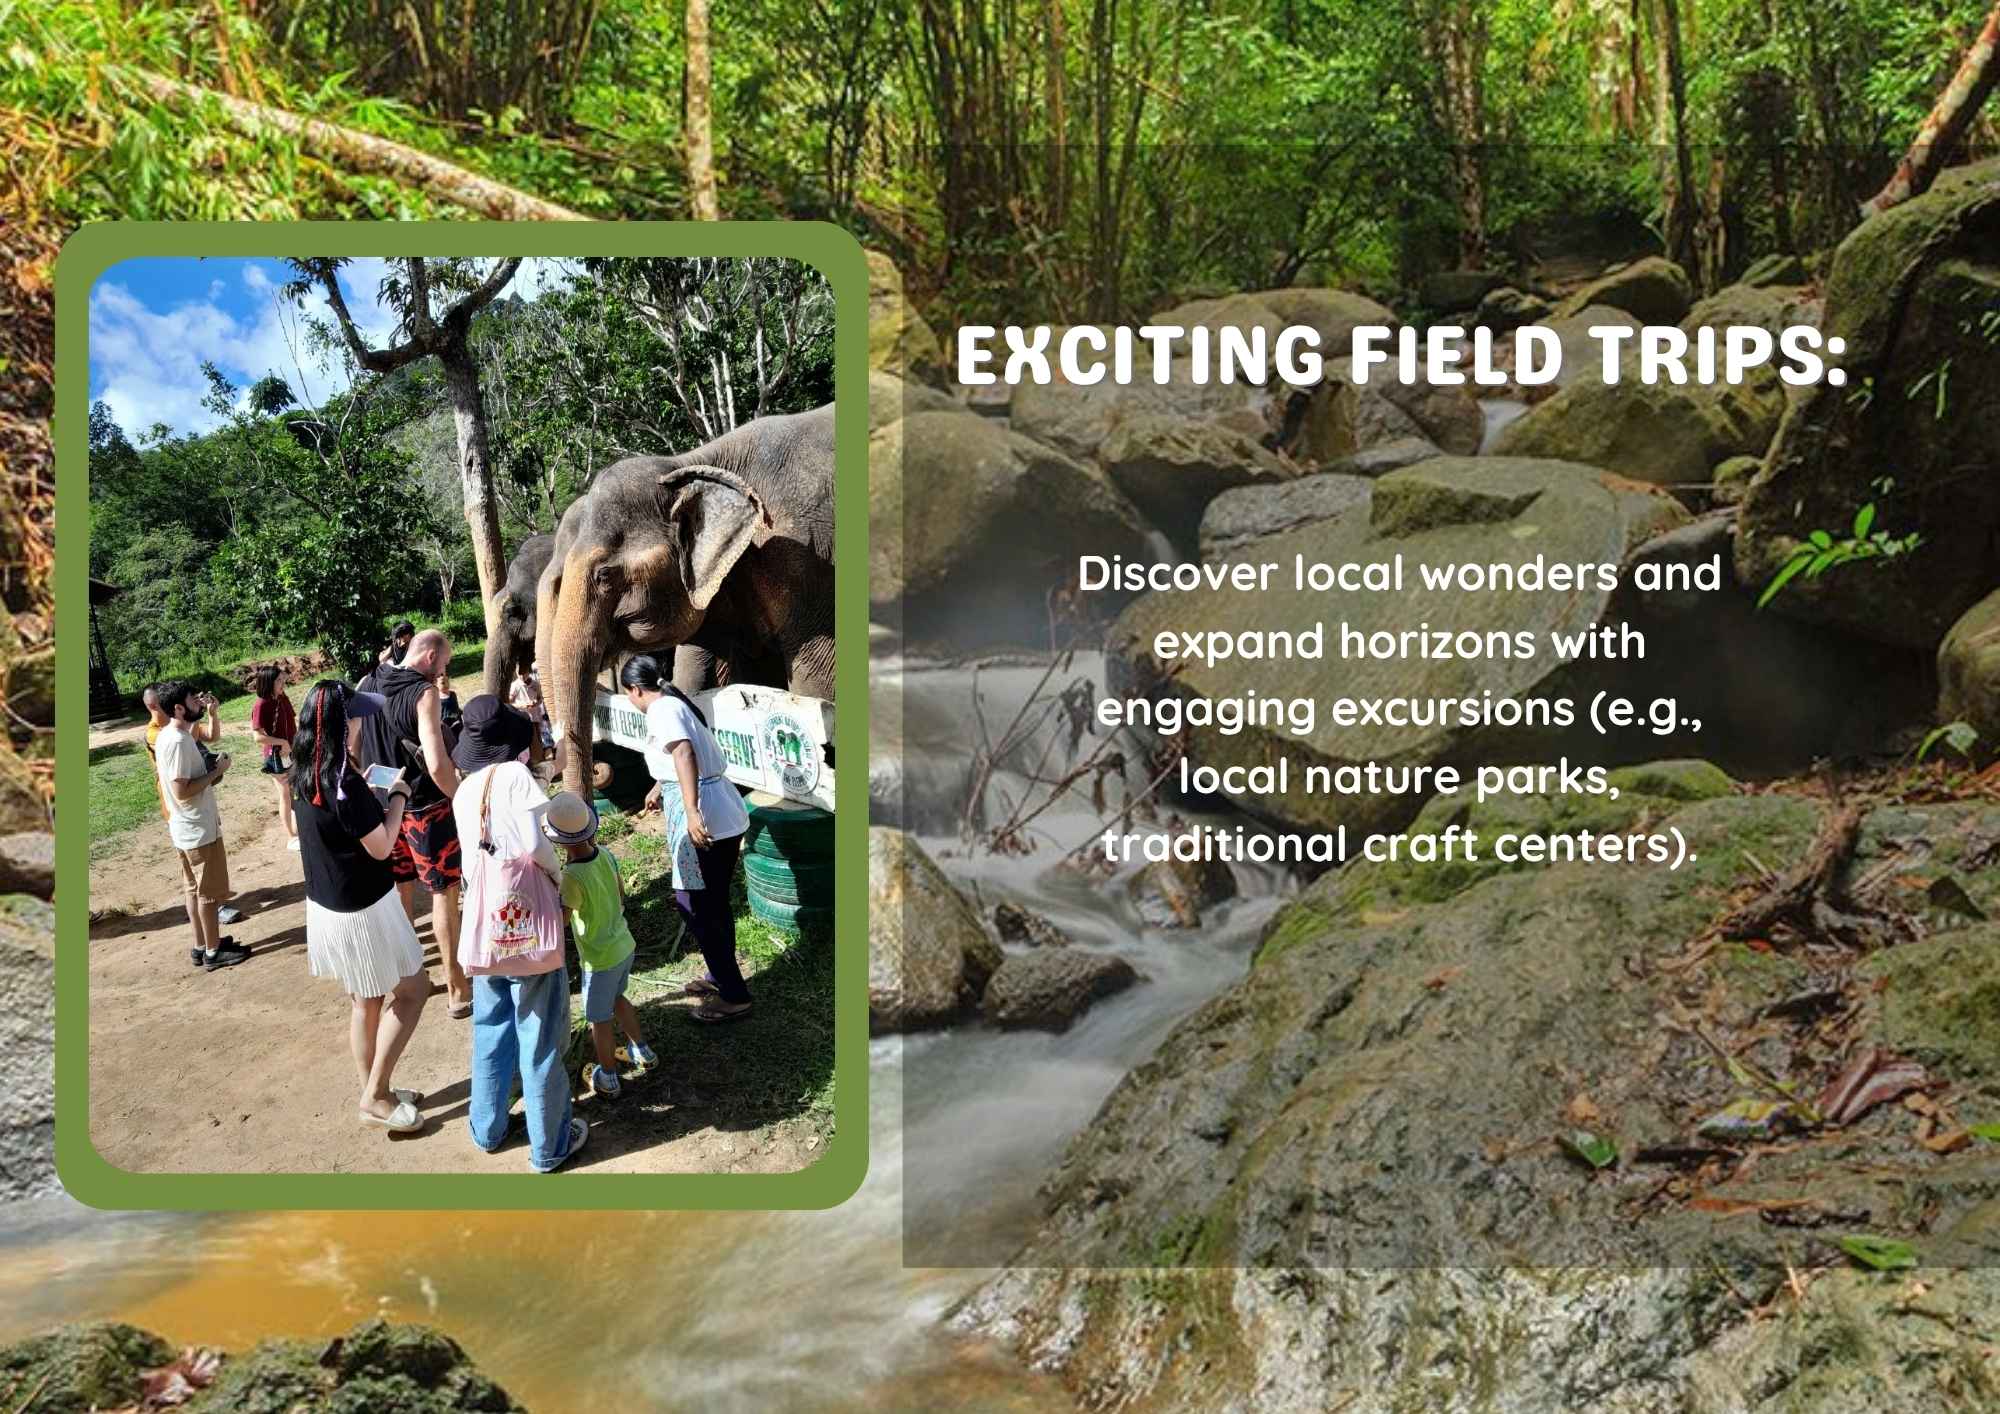 EXCITING FIELD TRIPS:
Discover local wonders and
expand horizons with
engaging excursions (e.g.,
local nature parks,
traditional craft centers).